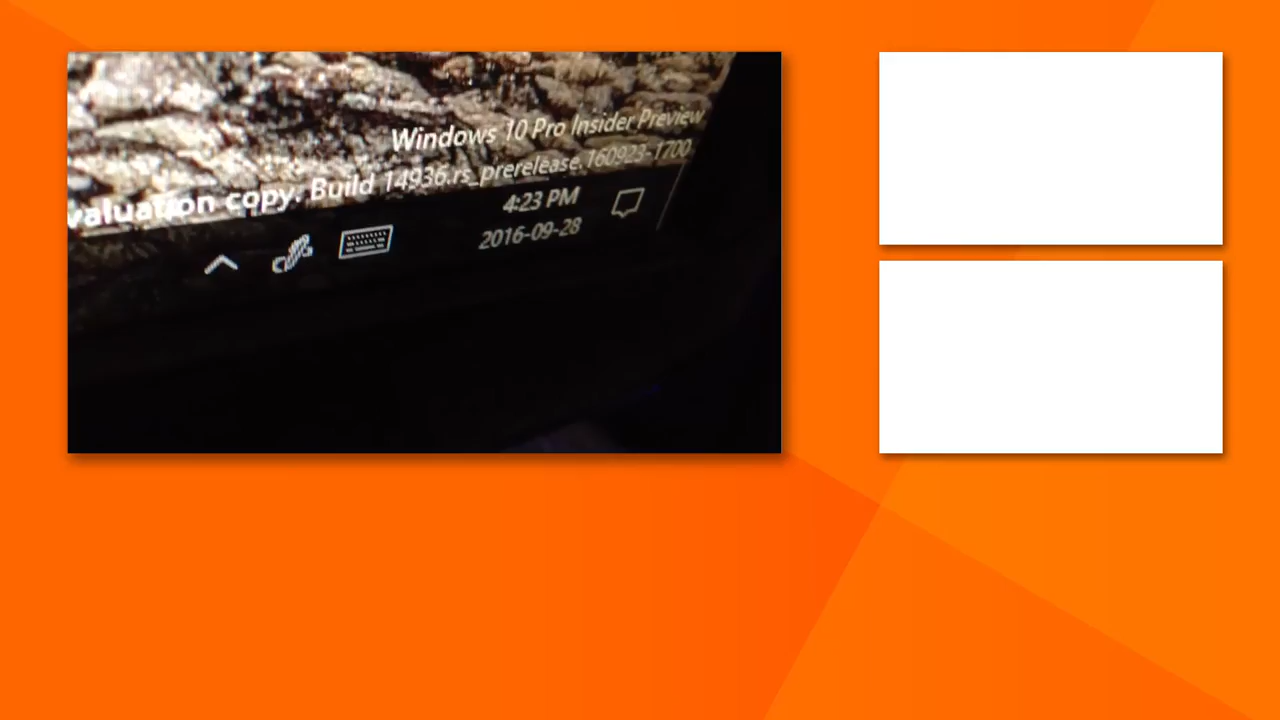 Windows 10 Pro Insider Preview
valuation copy. Build 14936.rs_prerelease.160923-1700
4:23 PM
2016-09-28